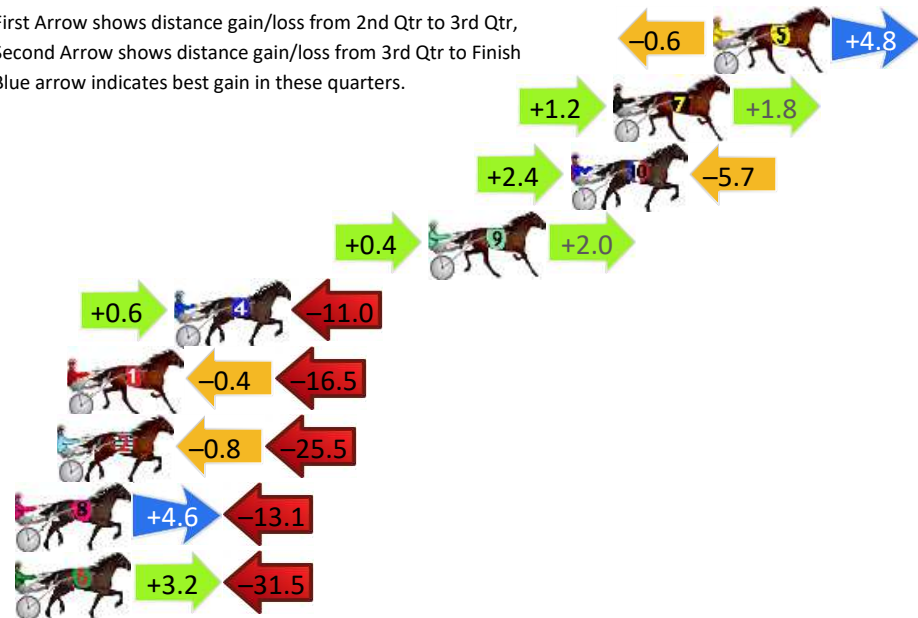 First Arrow shows distance gain/loss from 2nd Qtr to 3rd Qtr,
Second Arrow shows distance gain/loss from 3rd Qtr to Finish
Blue arrow indicates best gain in these quarters.
–0.6 5 +4.8
+1.2 7 +1.8
+2.4 10 –5.7
+0.4 9 +2.0
+0.6 4 –11.0
1 –0.4 –16.5
–0.8 –25.5
8 +4.6 –13.1
+3.2 –31.5